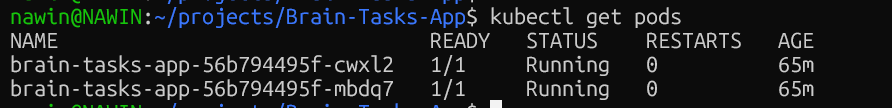 nawin@NAWIN:~/projects/Brain-Tasks-App$ kubectl get pods
NAME READY STATUS RESTARTS AGE
brain-tasks-app-56b794495f-cwxl2 1/1 Running 0 65m
brain-tasks-app-56b794495f-mbdq7 1/1 Running 0 65m
nawin@NAWIN:~/projects/Brain-Tasks-App$